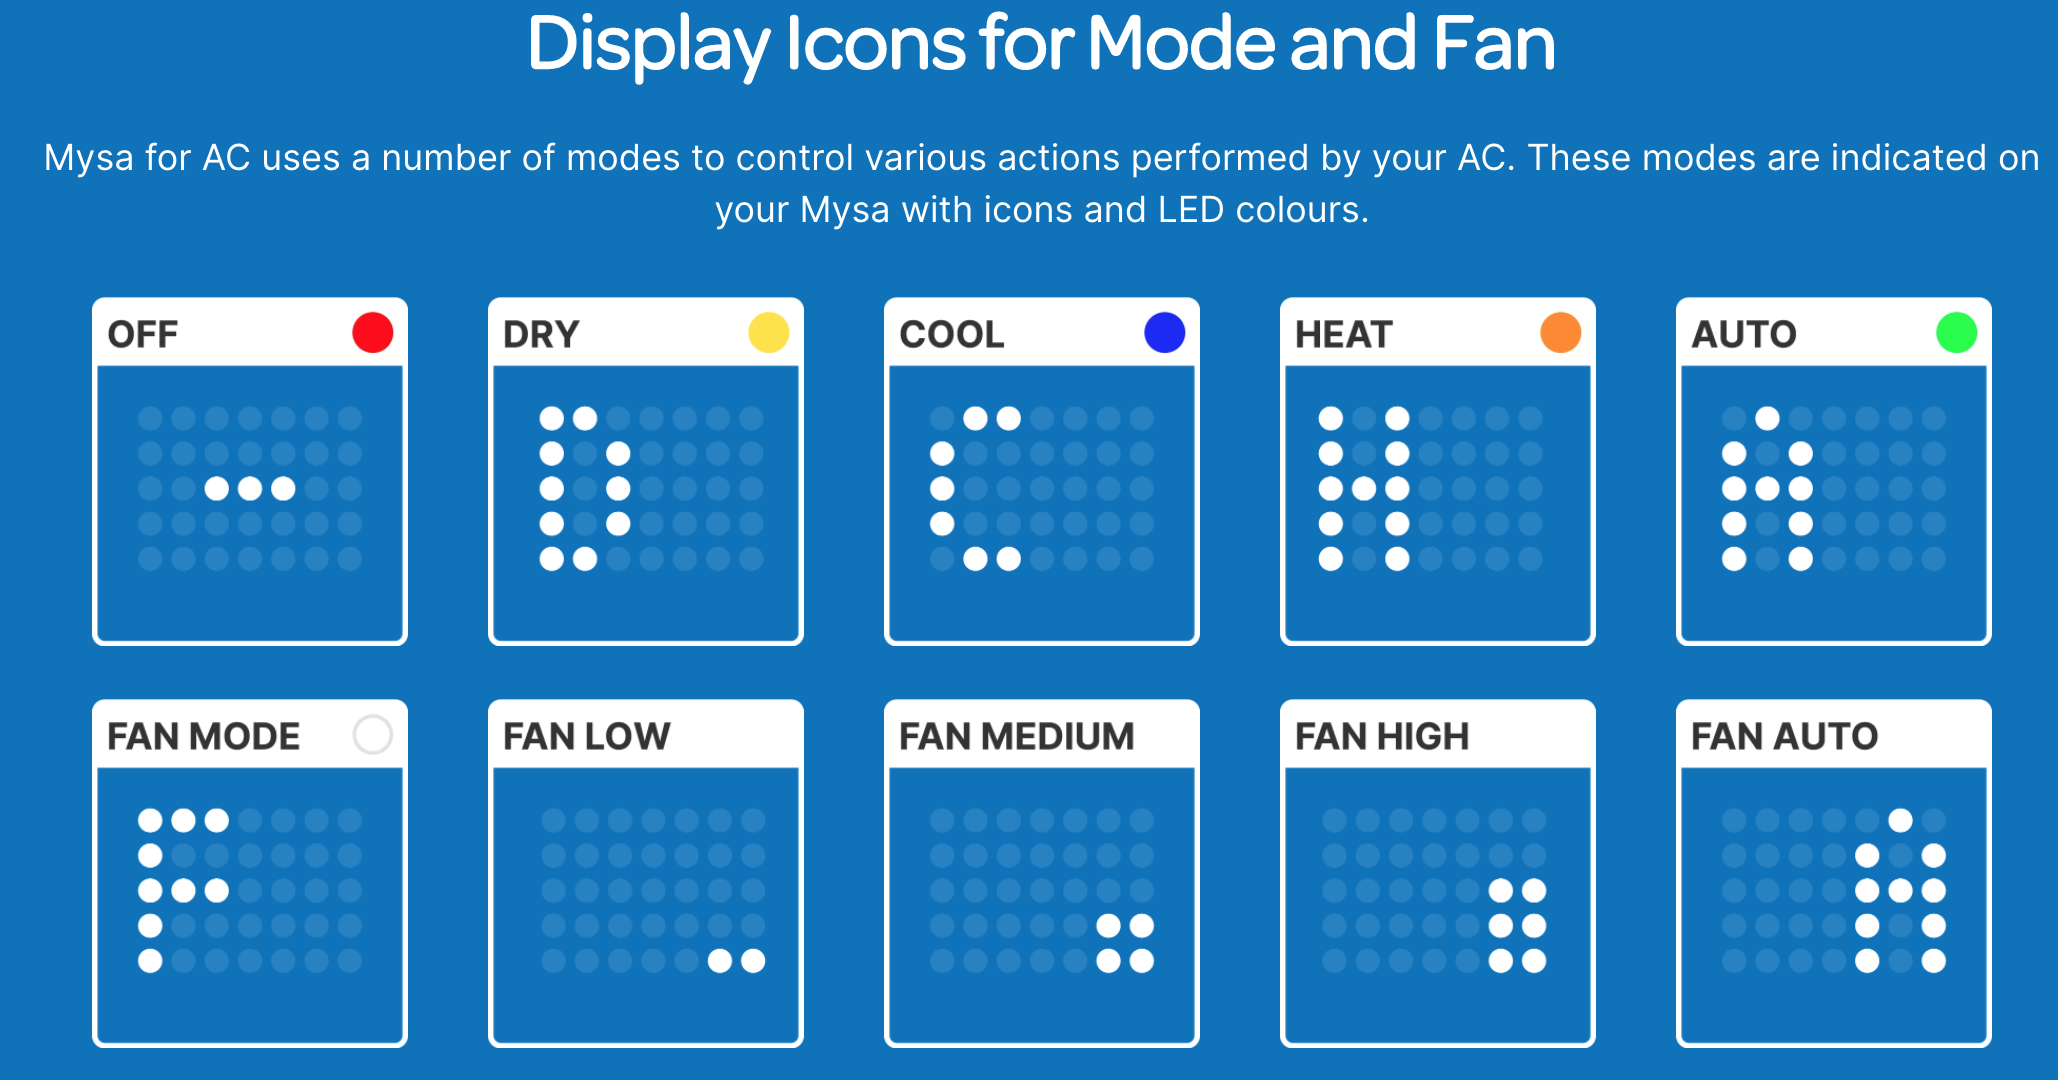 Display Icons for Mode and Fan
Mysa for AC uses a number of modes to control various actions performed by your AC. These modes are indicated on
your Mysa with icons and LED colours.
OFF
DRY
COOL
HEAT
AUTO
D
C
H
A
FAN MODE
FAN LOW
FAN MEDIUM
FAN HIGH
FAN AUTO
F
A